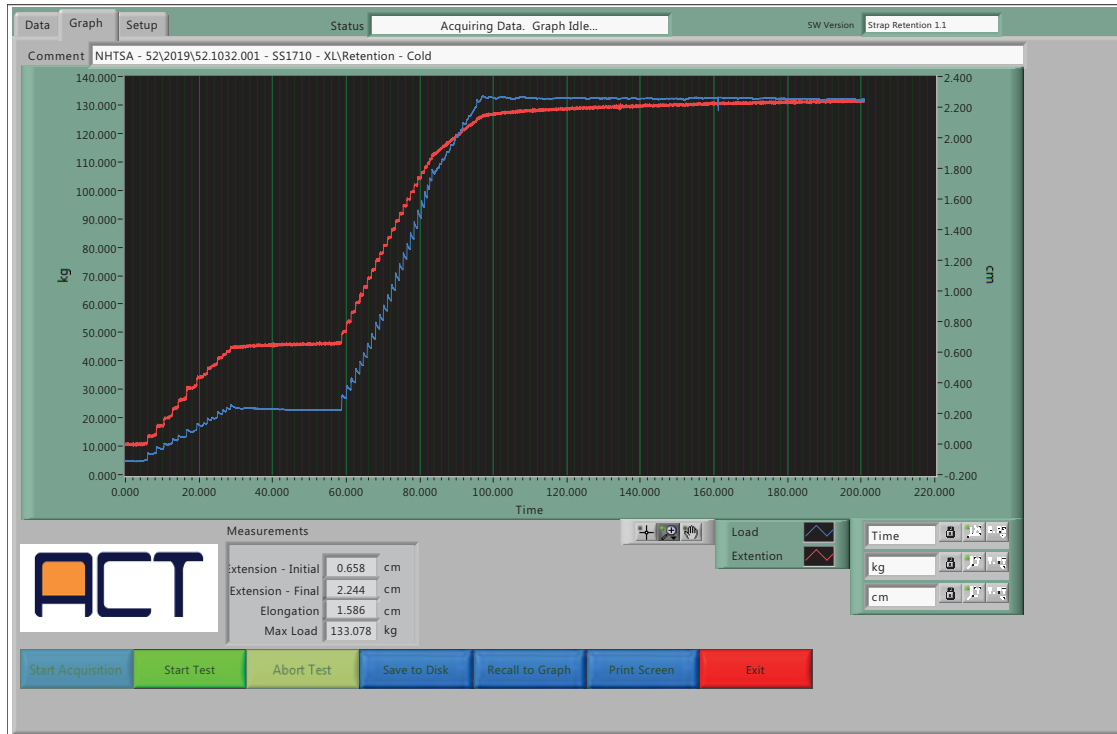 Data Graph Setup Status Acquiring Data. Graph Idle... SW Version Strap Retention 1.1
Comment NHTSA - 52\2019\52.1032.001 - SS1710 - XL\Retention - Cold
140.000
130.000
120.000
110.000
100.000
90.000
80.000
70.000
60.000
50.000
40.000
30.000
20.000
10.000
0.000
kg
2.400
2.200
2.000
1.800
1.600
1.400
1.200
1.000
0.800
0.600
0.400
0.200
0.000
-0.200
cm
0.000 20.000 40.000 60.000 80.000 100.000 120.000 140.000 160.000 180.000 200.000 220.000
Time
Measurements
Extension - Initial 0.658 cm
Extension - Final 2.244 cm
Elongation 1.586 cm
Max Load 133.078 kg
Load
Extention
Time
kg
cm
ACT
Start Acquisition Start Test Abort Test Save to Disk Recall to Graph Print Screen Exit